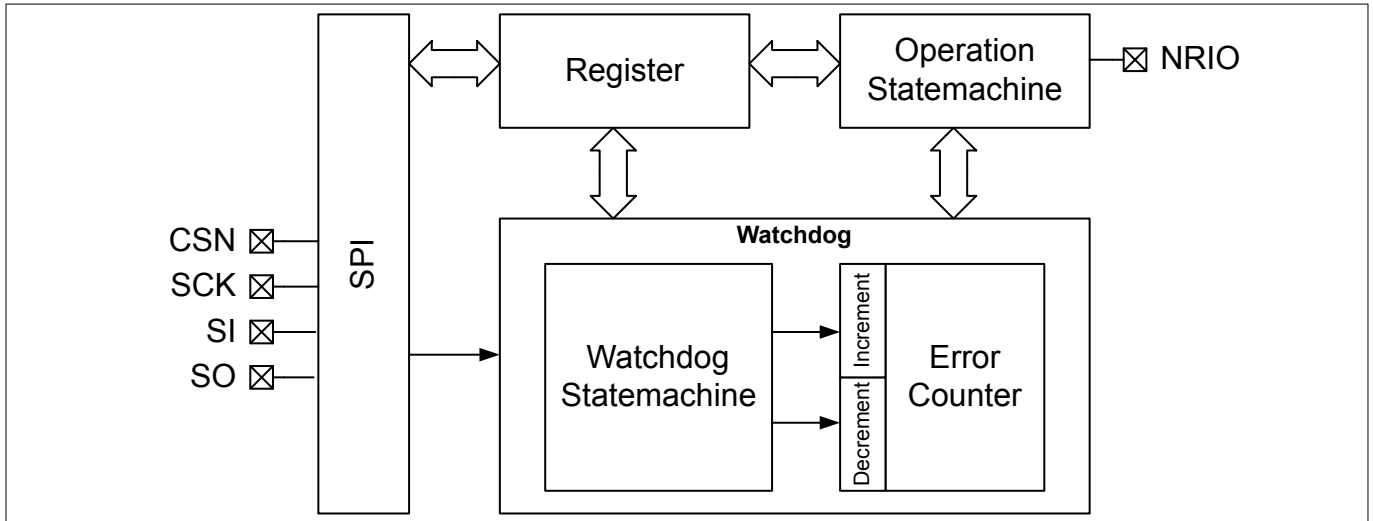 Register
Operation
Statemachine
NRIO
CSN
SCK
SI
SO
SPI
Watchdog
Watchdog
Statemachine
Increment
Decrement
Error
Counter